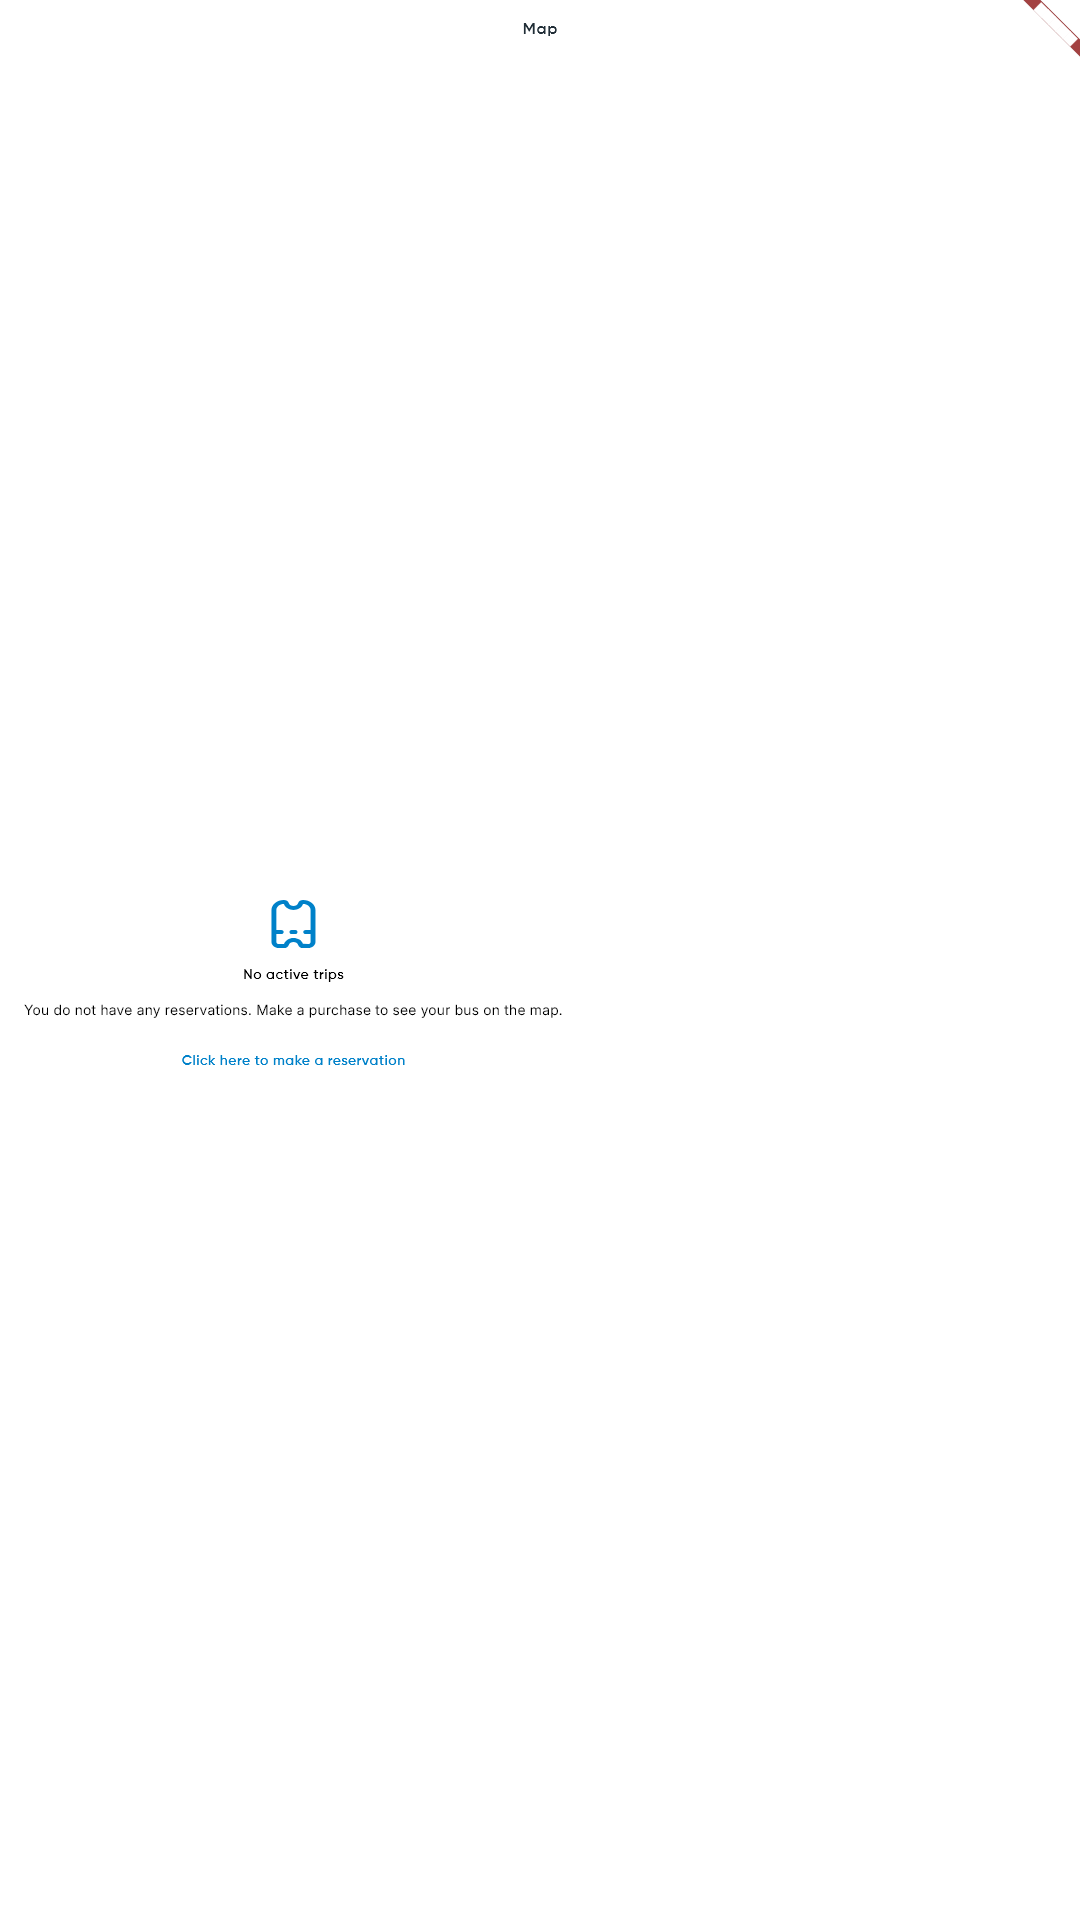 Map
No active trips
You do not have any reservations. Make a purchase to see your bus on the map.
Click here to make a reservation